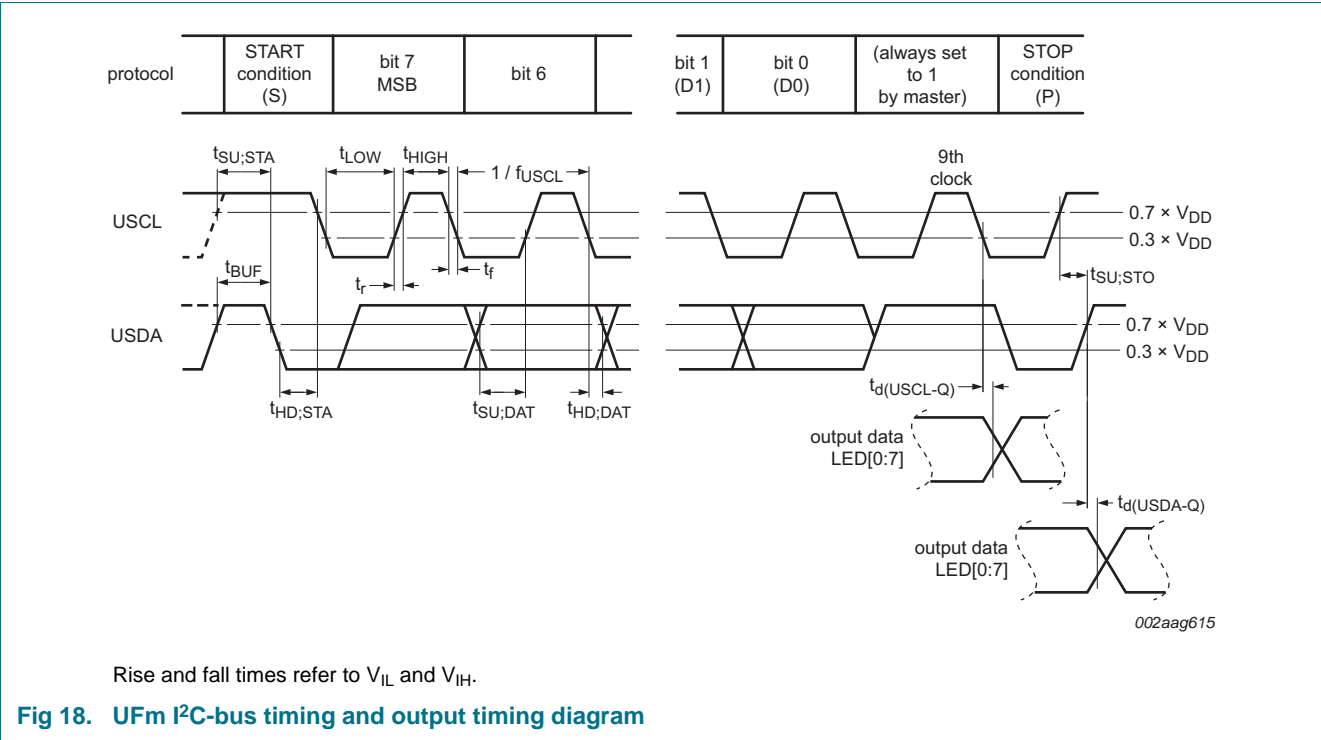 protocol
START
condition
(S)
bit 7
MSB
bit 6
bit 1
(D1)
bit 0
(D0)
(always set
to 1
by master)
STOP
condition
(P)
tSU;STA
tLOW
tHIGH
1 / fUSCL
9th
clock
USCL
0.7 × VDD
0.3 × VDD
tBUF
tr
tf
tSU;STO
USDA
0.7 × VDD
0.3 × VDD
tHD;STA
tSU;DAT
tHD;DAT
td(USCL-Q)
output data
LED[0:7]
td(USDA-Q)
output data
LED[0:7]
002aag615
Rise and fall times refer to VIL and VIH.
Fig 18. UFm I2C-bus timing and output timing diagram